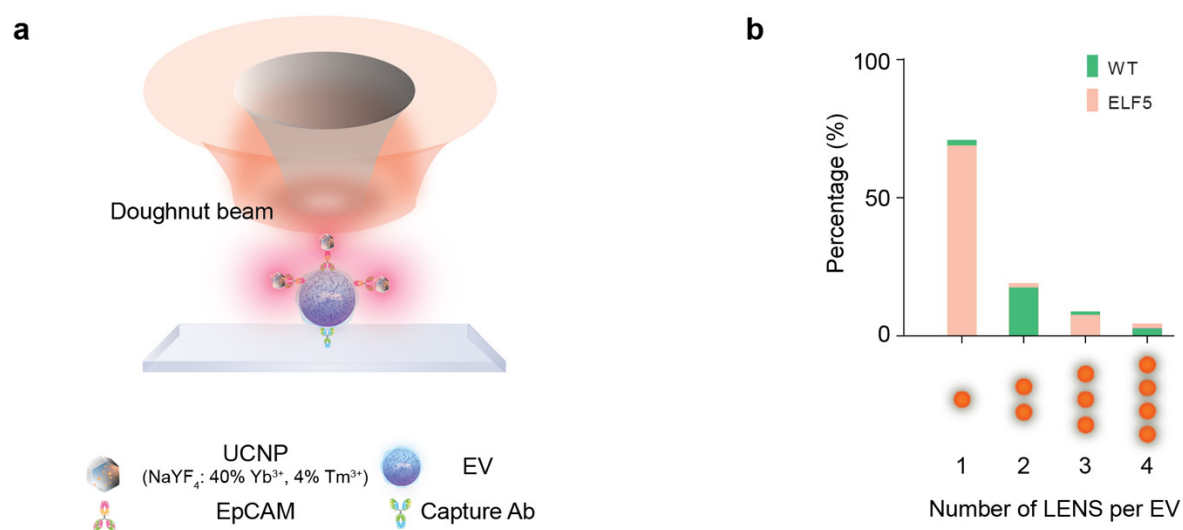 a
Doughnut beam
UCNP
(NaYF₄: 40% Yb³⁺, 4% Tm³⁺)
EV
EpCAM
Capture Ab
b
100
50
0
Percentage (%)
WT
ELF5
1 2 3 4
Number of LENS per EV